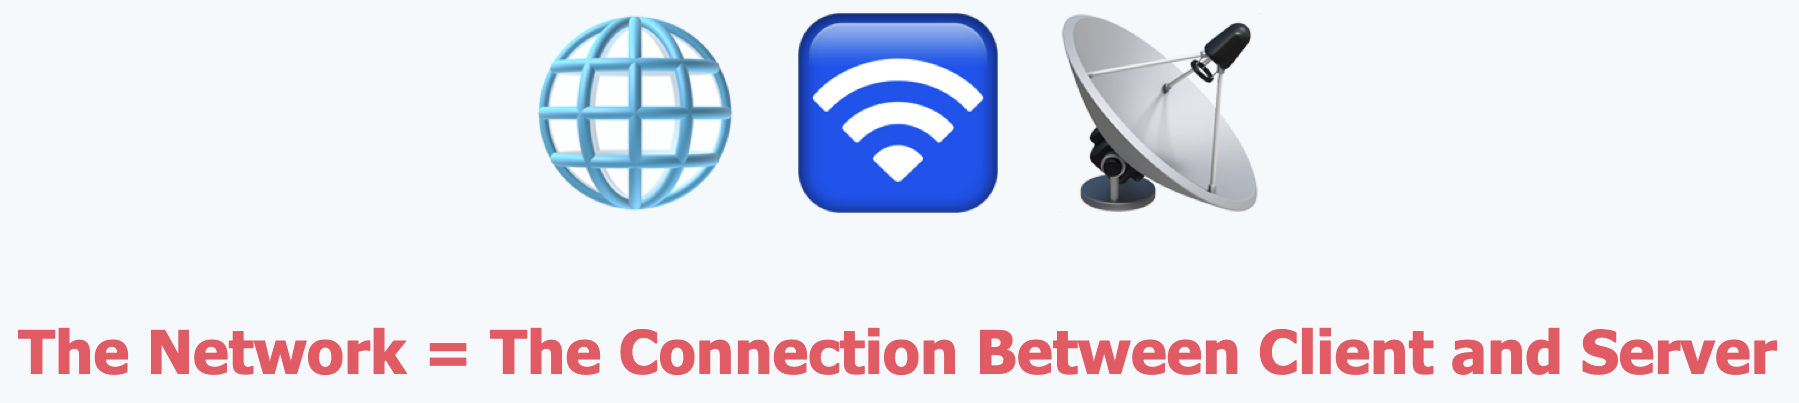 The Network = The Connection Between Client and Server